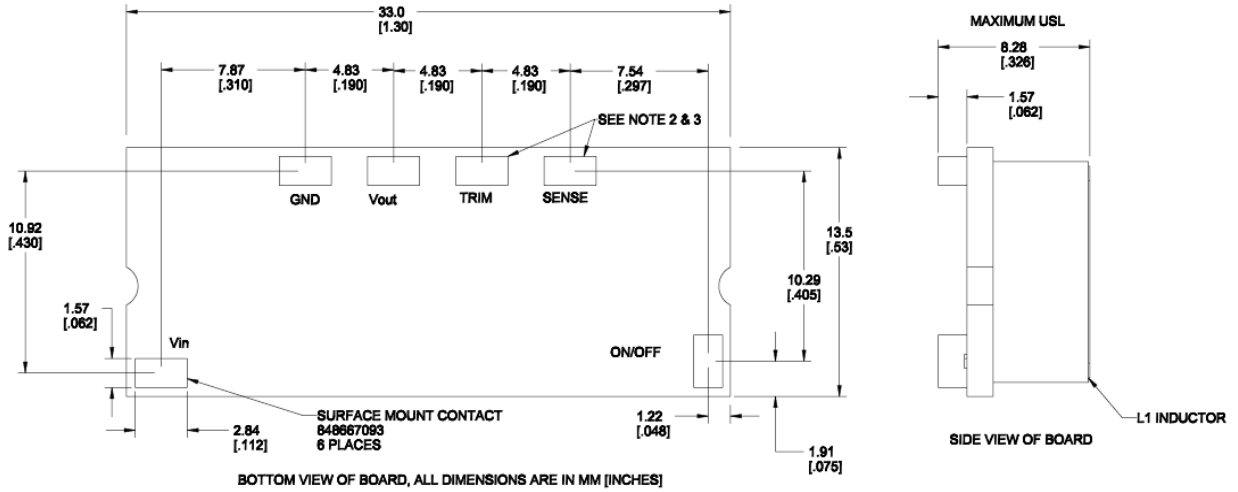 33.0
[1.30]
MAXIMUM USL
8.28
[.326]
7.87
[.310]
4.83
[.190]
4.83
[.190]
4.83
[.190]
7.54
[.297]
1.57
[.062]
SEE NOTE 2 & 3
GND
Vout
TRIM
SENSE
10.92
[.430]
13.5
[.53]
10.29
[.405]
1.57
[.062]
Vin
ON/OFF
SURFACE MOUNT CONTACT
848667093
6 PLACES
2.84
[.112]
1.22
[.048]
1.91
[.075]
L1 INDUCTOR
SIDE VIEW OF BOARD
BOTTOM VIEW OF BOARD, ALL DIMENSIONS ARE IN MM [INCHES]